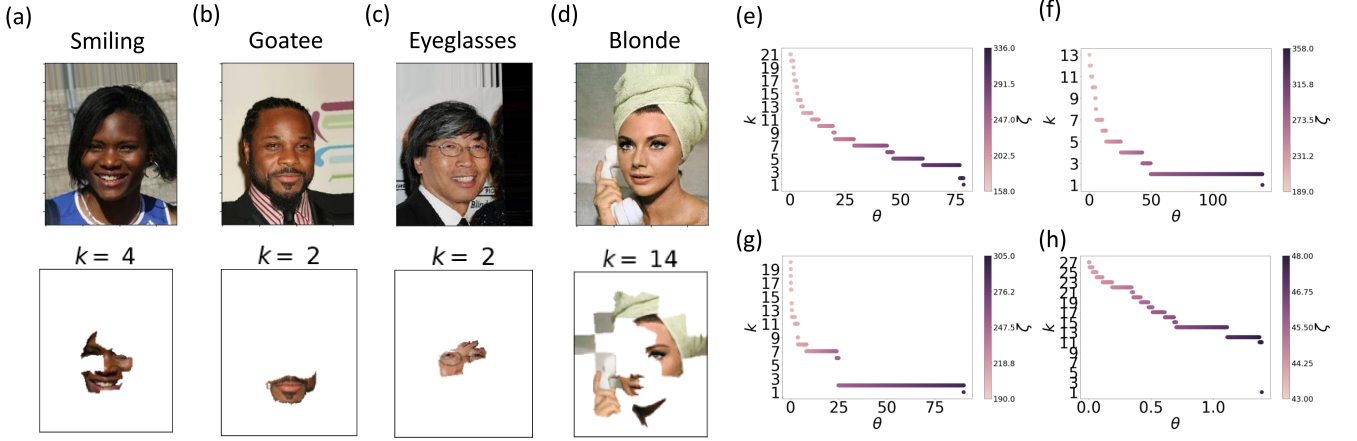 (a)
Smiling
(b)
Goatee
(c)
Eyeglasses
(d)
Blonde
k = 4
k = 2
k = 2
k = 14
(e)
21
19
17
15
13
11
9
7
5
3
1
k
0 25 50 75
θ
336.0
291.5
247.0
202.5
158.0
ζ
(f)
13
11
9
7
5
3
1
k
0 50 100
θ
358.0
315.8
273.5
231.2
189.0
ζ
(g)
19
17
15
13
11
9
7
5
3
1
k
0 25 50 75
θ
305.0
276.2
247.5
218.8
190.0
ζ
(h)
27
25
23
21
19
17
15
13
11
9
7
5
3
1
k
0.0 0.5 1.0
θ
48.00
46.75
45.50
44.25
43.00
ζ